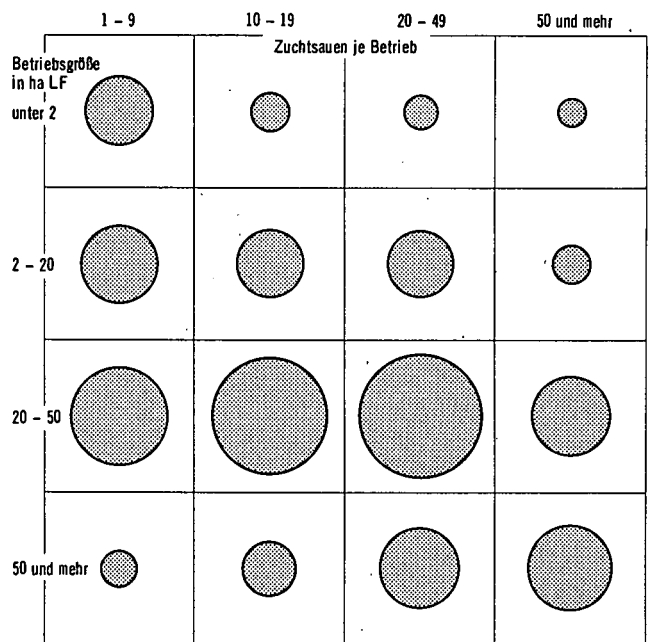 1 – 9 10 – 19 20 – 49 50 und mehr
Zuchtsauen je Betrieb
Betriebsgröße
in ha LF
unter 2
2 – 20
20 – 50
50 und mehr